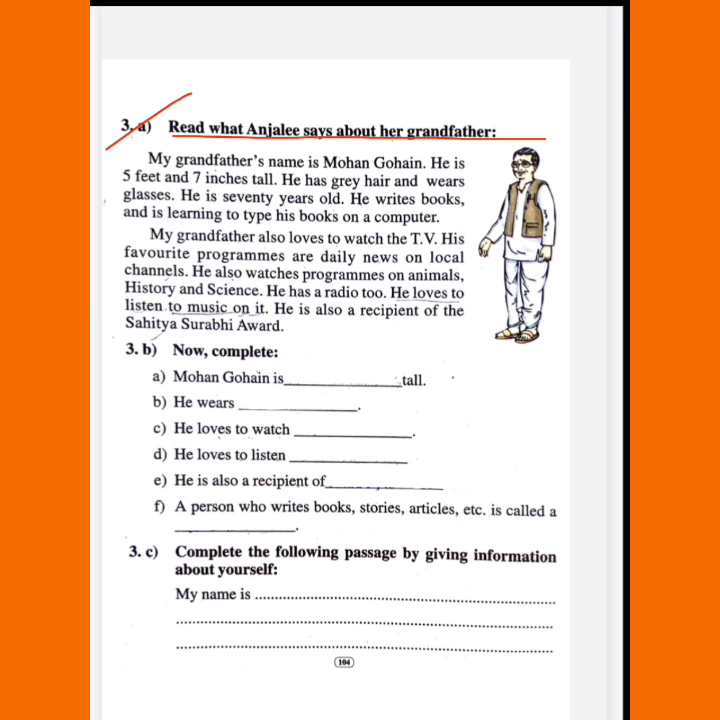 3. a) Read what Anjalee says about her grandfather:
My grandfather's name is Mohan Gohain. He is
5 feet and 7 inches tall. He has grey hair and wears
glasses. He is seventy years old. He writes books,
and is learning to type his books on a computer.
My grandfather also loves to watch the T.V. His
favourite programmes are daily news on local
channels. He also watches programmes on animals,
History and Science. He has a radio too. He loves to
listen to music on it. He is also a recipient of the
Sahitya Surabhi Award.
3. b) Now, complete:
a) Mohan Gohain is______________tall.
b) He wears ______________.
c) He loves to watch ______________.
d) He loves to listen ______________
e) He is also a recipient of______________
f) A person who writes books, stories, articles, etc. is called a
______________.
3. c) Complete the following passage by giving information
about yourself:
My name is ..............................................................
..............................................................
..............................................................
104